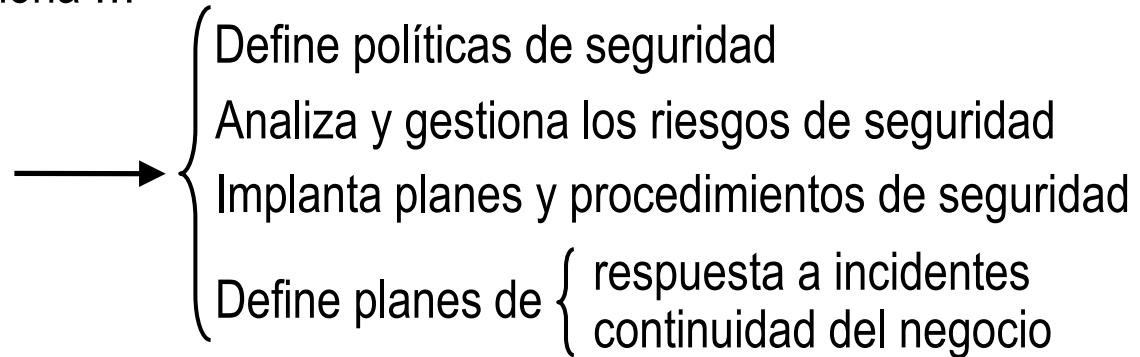 Define políticas de seguridad
Analiza y gestiona los riesgos de seguridad
Implanta planes y procedimientos de seguridad
Define planes de { respuesta a incidentes
continuidad del negocio